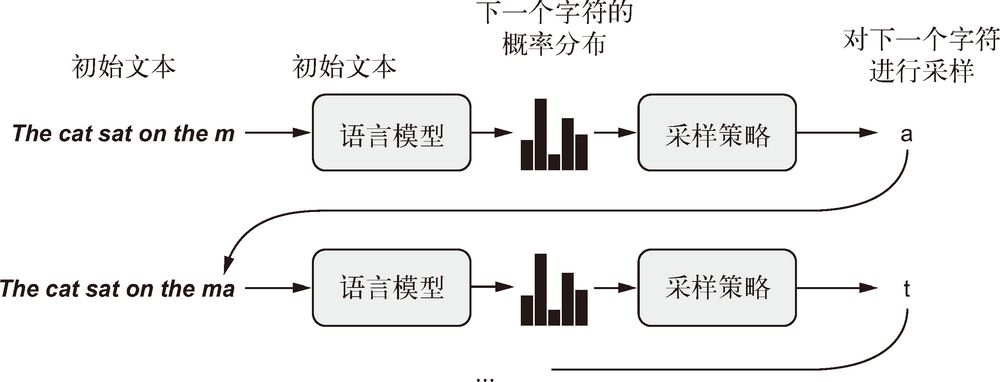 初始文本
初始文本
下一个字符的
概率分布
对下一个字符
进行采样
The cat sat on the m
语言模型
采样策略
a
The cat sat on the ma
语言模型
采样策略
t
...